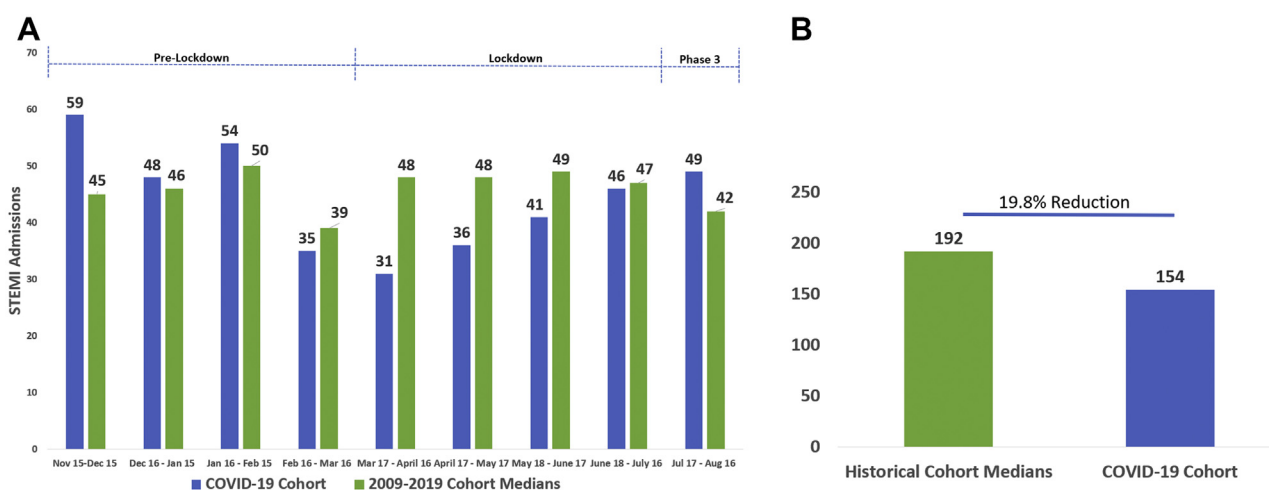 A
B
70
60
50
40
30
20
10
0
STEMI Admissions
Pre-Lockdown
Lockdown
Phase 3
59
45
48
46
54
50
35
39
31
48
36
48
41
49
46
47
49
42
Nov 15-Dec 15
Dec 16 - Jan 15
Jan 16 - Feb 15
Feb 16 - Mar 16
Mar 17 - April 16
April 17 - May 17
May 18 - June 17
June 18 - July 16
Jul 17 - Aug 16
COVID-19 Cohort
2009-2019 Cohort Medians
250
200
150
100
50
0
19.8% Reduction
192
154
Historical Cohort Medians
COVID-19 Cohort